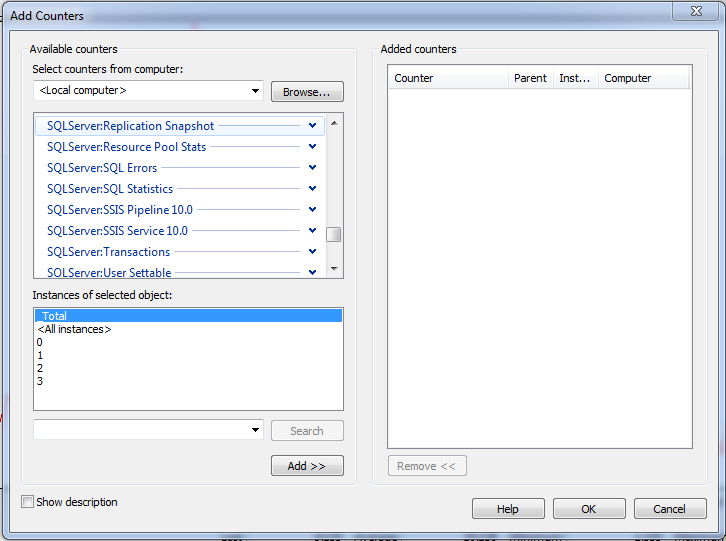 Add Counters
Available counters
Select counters from computer:
<Local computer>
Browse...
SQLServer:Replication Snapshot
SQLServer:Resource Pool Stats
SQLServer:SQL Errors
SQLServer:SQL Statistics
SQLServer:SSIS Pipeline 10.0
SQLServer:SSIS Service 10.0
SQLServer:Transactions
SQLServer:User Settable
Instances of selected object:
_Total
<All instances>
0
1
2
3
Search
Add >>
Show description
Added counters
Counter Parent Inst... Computer
Remove <<
Help OK Cancel